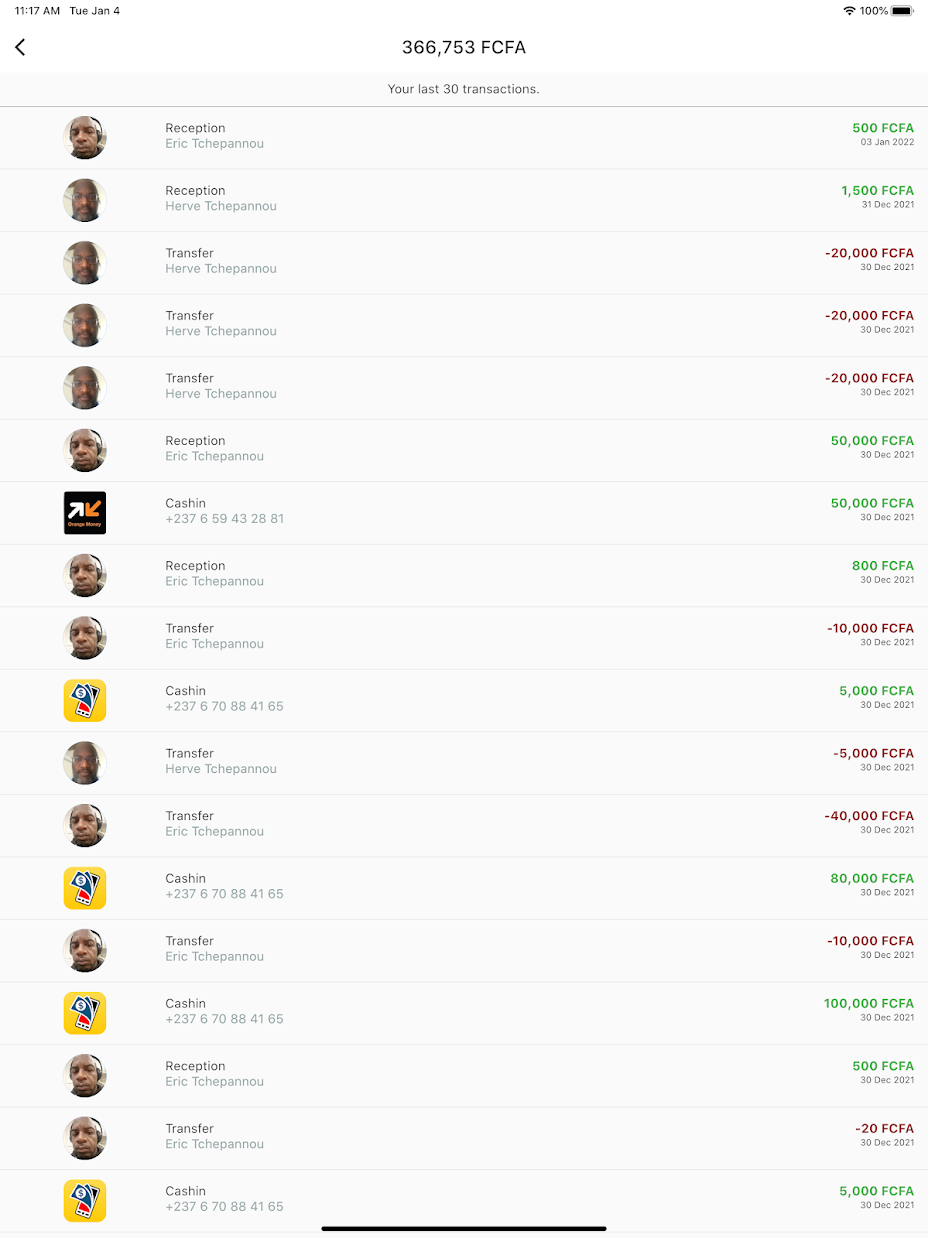 11:17 AM Tue Jan 4
100%
366,753 FCFA
Your last 30 transactions.
Reception
500 FCFA
Eric Tchepannou
03 Jan 2022
Reception
1,500 FCFA
Herve Tchepannou
31 Dec 2021
Transfer
-20,000 FCFA
Herve Tchepannou
30 Dec 2021
Transfer
-20,000 FCFA
Herve Tchepannou
30 Dec 2021
Transfer
-20,000 FCFA
Herve Tchepannou
30 Dec 2021
Reception
50,000 FCFA
Eric Tchepannou
30 Dec 2021
Orange Money
Cashin
50,000 FCFA
+237 6 59 43 28 81
30 Dec 2021
Reception
800 FCFA
Eric Tchepannou
30 Dec 2021
Transfer
-10,000 FCFA
Eric Tchepannou
30 Dec 2021
$
Cashin
5,000 FCFA
+237 6 70 88 41 65
30 Dec 2021
Transfer
-5,000 FCFA
Herve Tchepannou
30 Dec 2021
Transfer
-40,000 FCFA
Eric Tchepannou
30 Dec 2021
$
Cashin
80,000 FCFA
+237 6 70 88 41 65
30 Dec 2021
Transfer
-10,000 FCFA
Eric Tchepannou
30 Dec 2021
$
Cashin
100,000 FCFA
+237 6 70 88 41 65
30 Dec 2021
Reception
500 FCFA
Eric Tchepannou
30 Dec 2021
Transfer
-20 FCFA
Eric Tchepannou
30 Dec 2021
$
Cashin
5,000 FCFA
+237 6 70 88 41 65
30 Dec 2021